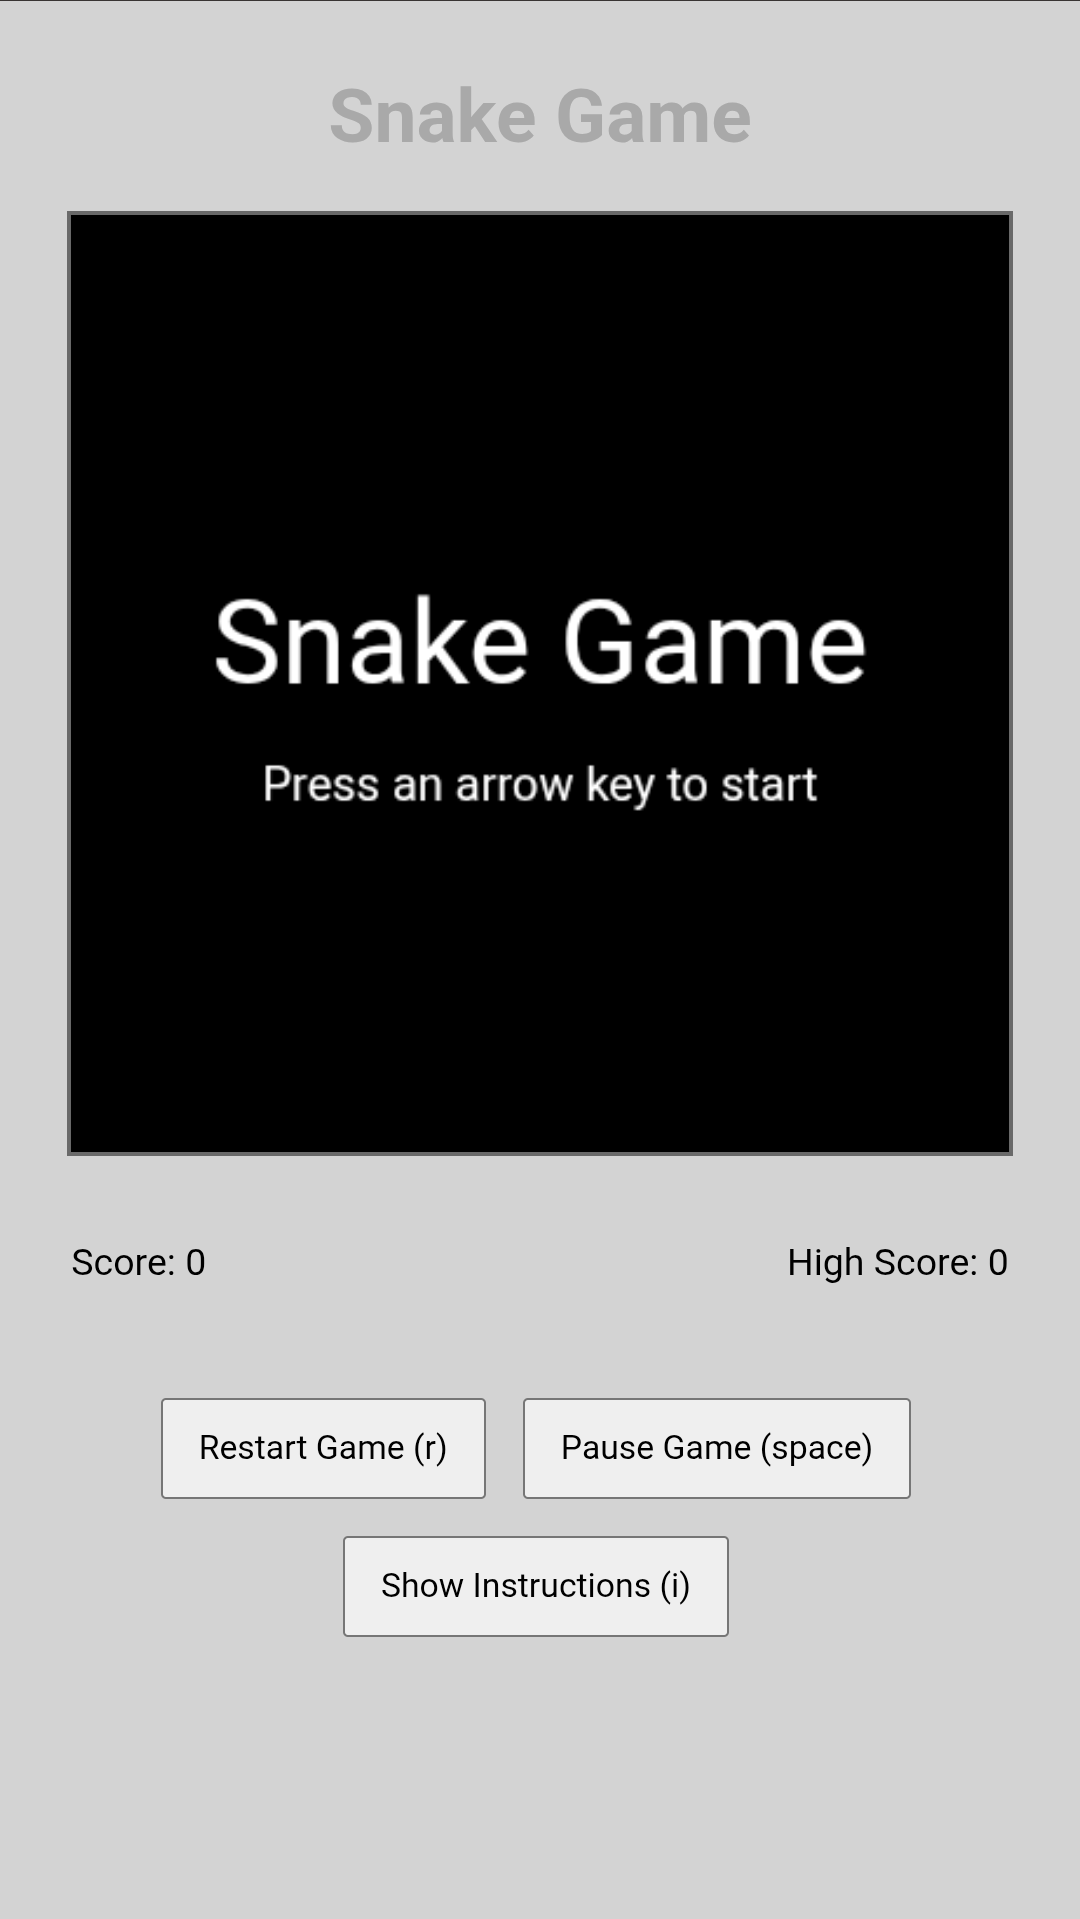 Snake Game
Snake Game
Press an arrow key to start
Score: 0
High Score: 0
Restart Game (r)
Pause Game (space)
Show Instructions (i)